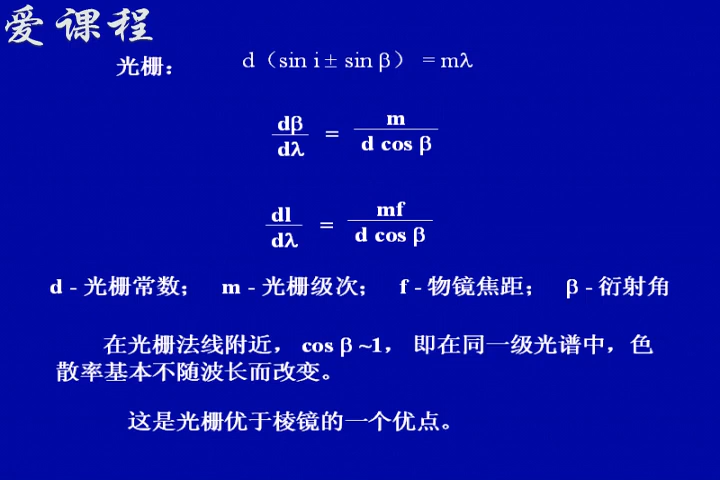 爱课程
光栅： d（sin i ± sin β） = mλ
dβ/dλ = m/d cos β
dl/dλ = mf/d cos β
d - 光栅常数； m - 光栅级次； f - 物镜焦距； β - 衍射角
在光栅法线附近， cos β ~1， 即在同一级光谱中，色
散率基本不随波长而改变。
这是光栅优于棱镜的一个优点。